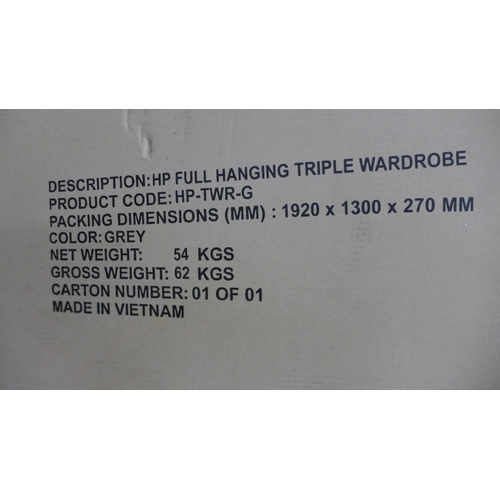 DESCRIPTION:HP FULL HANGING TRIPLE WARDROBE
PRODUCT CODE:HP-TWR-G
PACKING DIMENSIONS (MM) : 1920 x 1300 x 270 MM
COLOR:GREY
NET WEIGHT: 54 KGS
GROSS WEIGHT: 62 KGS
CARTON NUMBER: 01 OF 01
MADE IN VIETNAM